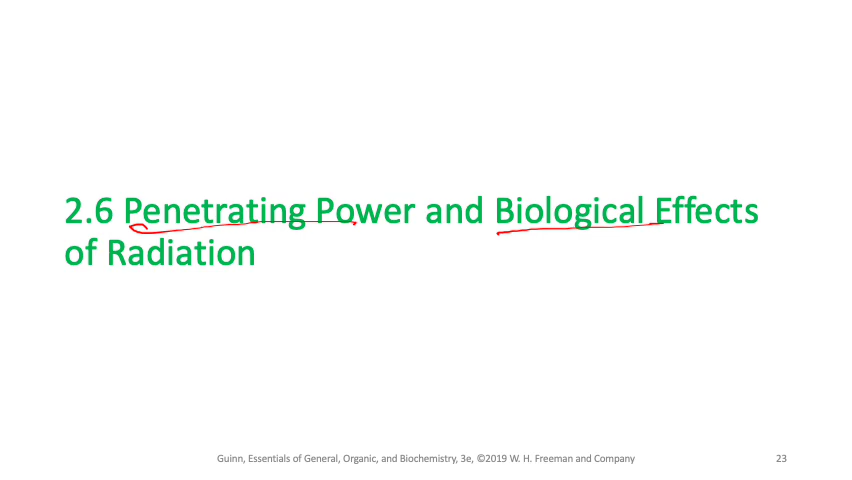 2.6 Penetrating Power and Biological Effects
of Radiation
Guinn, Essentials of General, Organic, and Biochemistry, 3e, ©2019 W. H. Freeman and Company
23